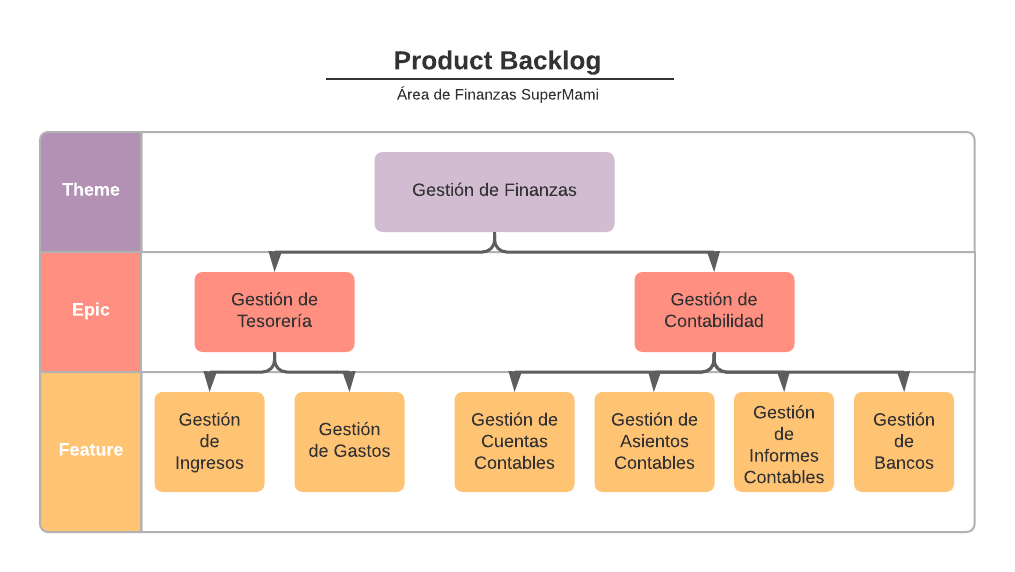 Product Backlog
Área de Finanzas SuperMami
Theme
Gestión de Finanzas
Epic
Gestión de
Tesorería
Gestión de
Contabilidad
Feature
Gestión
de
Ingresos
Gestión
de Gastos
Gestión de
Cuentas
Contables
Gestión de
Asientos
Contables
Gestión
de
Informes
Contables
Gestión
de
Bancos